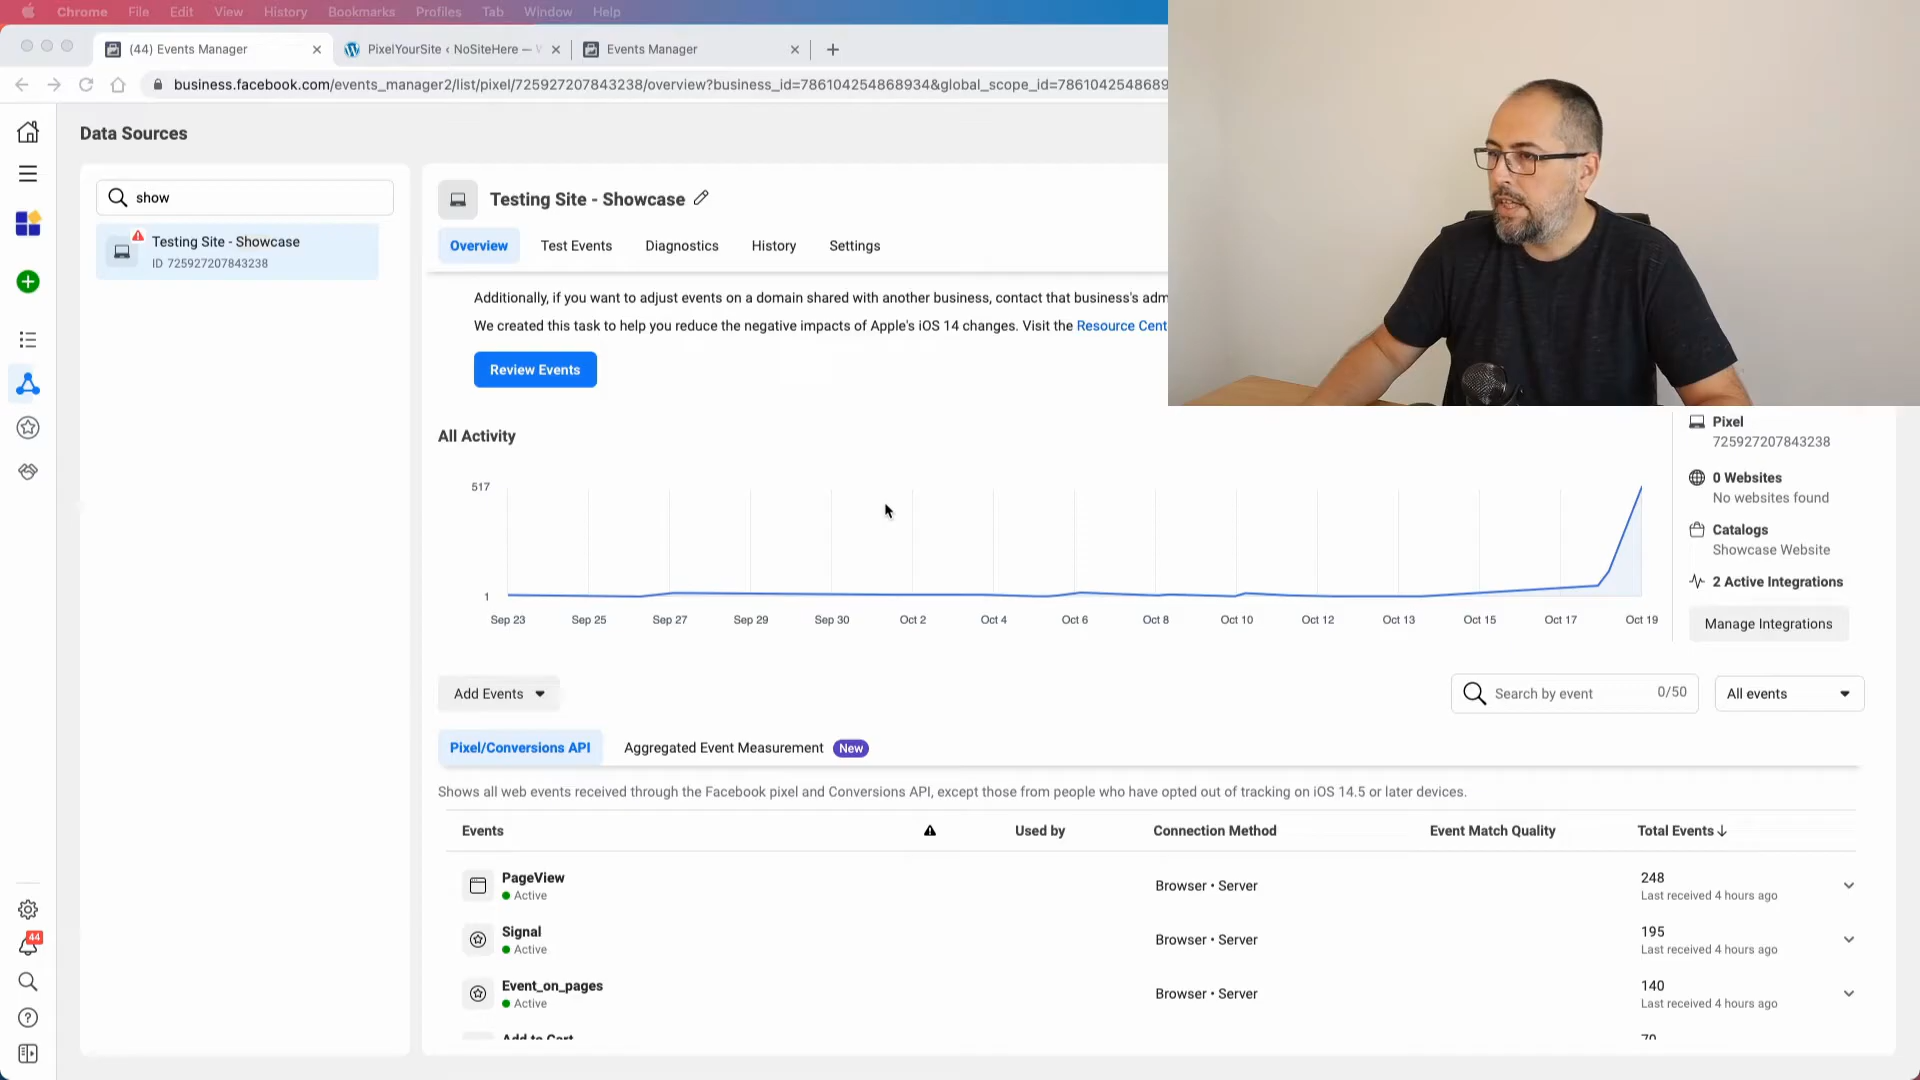 Chrome File Edit View History Bookmarks Profiles Tab Window Help
(44) Events Manager
PixelYourSite ‹ NoSiteHere —
Events Manager
business.facebook.com/events_manager2/list/pixel/725927207843238/overview?business_id=786104254868934&global_scope_id=7861042548689
Data Sources
show
Testing Site - Showcase
ID 725927207843238
Testing Site - Showcase
Overview Test Events Diagnostics History Settings
Additionally, if you want to adjust events on a domain shared with another business, contact that business's adm
We created this task to help you reduce the negative impacts of Apple's iOS 14 changes. Visit the Resource Cent
Review Events
All Activity
517
1
Sep 23 Sep 25 Sep 27 Sep 29 Sep 30 Oct 2 Oct 4 Oct 6 Oct 8 Oct 10 Oct 12 Oct 13 Oct 15 Oct 17 Oct 19
Pixel
725927207843238
0 Websites
No websites found
Catalogs
Showcase Website
2 Active Integrations
Manage Integrations
Add Events
Search by event 0/50
All events
Pixel/Conversions API Aggregated Event Measurement New
Shows all web events received through the Facebook pixel and Conversions API, except those from people who have opted out of tracking on iOS 14.5 or later devices.
Events Used by Connection Method Event Match Quality Total Events
PageView Browser • Server 248
Active Last received 4 hours ago
Signal Browser • Server 195
Active Last received 4 hours ago
Event_on_pages Browser • Server 140
Active Last received 4 hours ago
Add to Cart
44